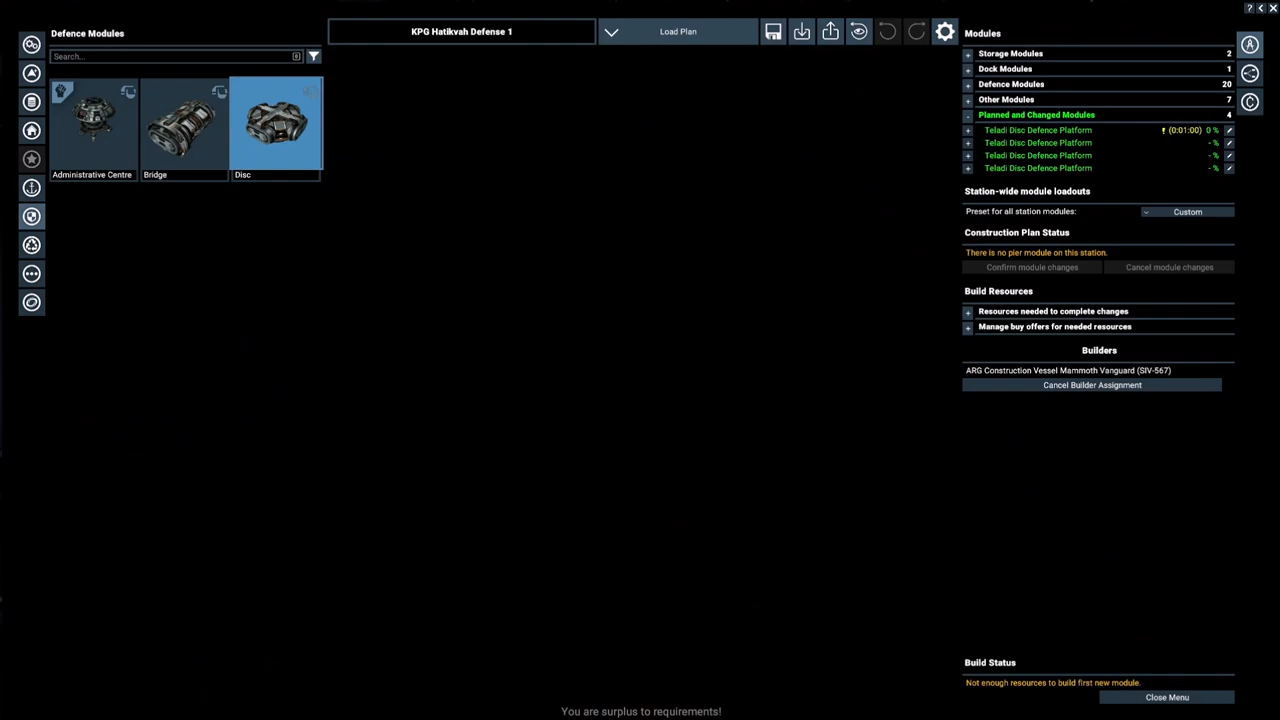 Defence Modules
Search...
Administrative Centre
Bridge
Disc
KPG Hatikvah Defense 1
Load Plan
? 
Modules
+ Storage Modules 2
+ Dock Modules 1
+ Defence Modules 20
+ Other Modules 7
- Planned and Changed Modules 4
+ Teladi Disc Defence Platform (0:01:00) 0 %
+ Teladi Disc Defence Platform - %
+ Teladi Disc Defence Platform - %
+ Teladi Disc Defence Platform - %
Station-wide module loadouts
Preset for all station modules: Custom
Construction Plan Status
There is no pier module on this station.
Confirm module changes Cancel module changes
Build Resources
+ Resources needed to complete changes
+ Manage buy offers for needed resources
Builders
ARG Construction Vessel Mammoth Vanguard (SIV-567)
Cancel Builder Assignment
Build Status
Not enough resources to build first new module.
Close Menu
You are surplus to requirements!